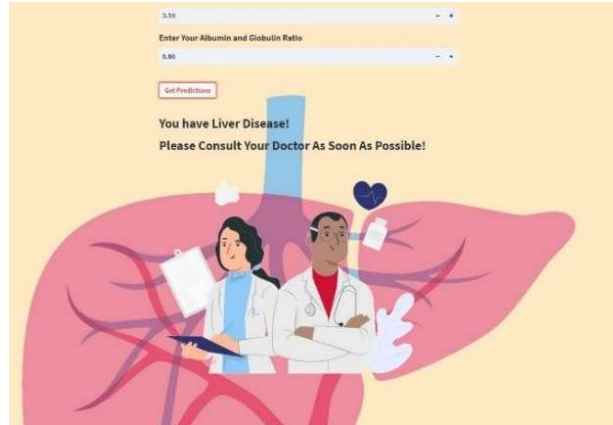 3.59
- +
Enter Your Albumin and Globulin Ratio
0.80
- +
Get Predictions
You have Liver Disease!
Please Consult Your Doctor As Soon As Possible!